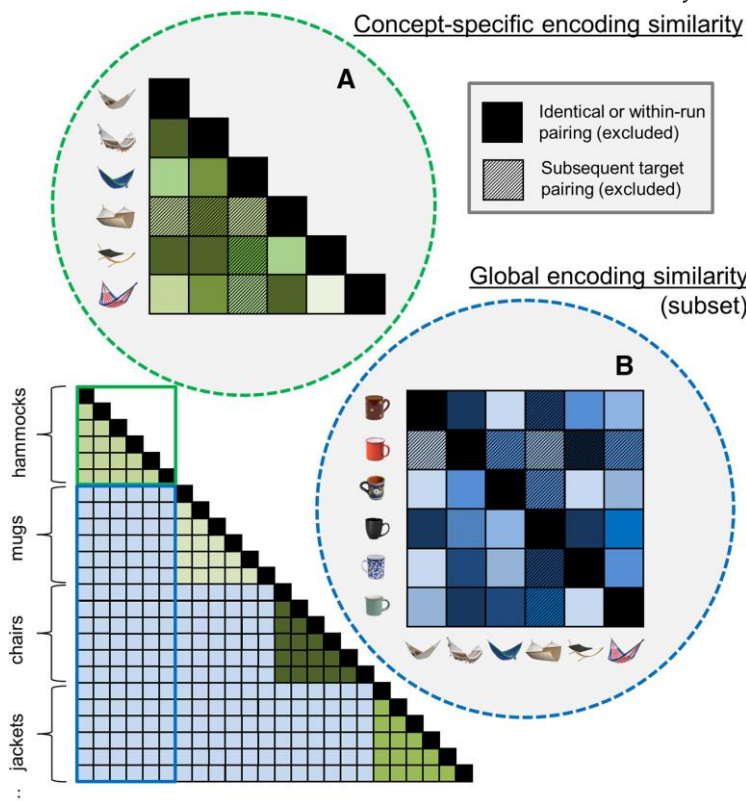 Concept-specific encoding similarity
A
Identical or within-run
pairing (excluded)
Subsequent target
pairing (excluded)
Global encoding similarity
(subset)
B
hammocks
mugs
chairs
jackets
..